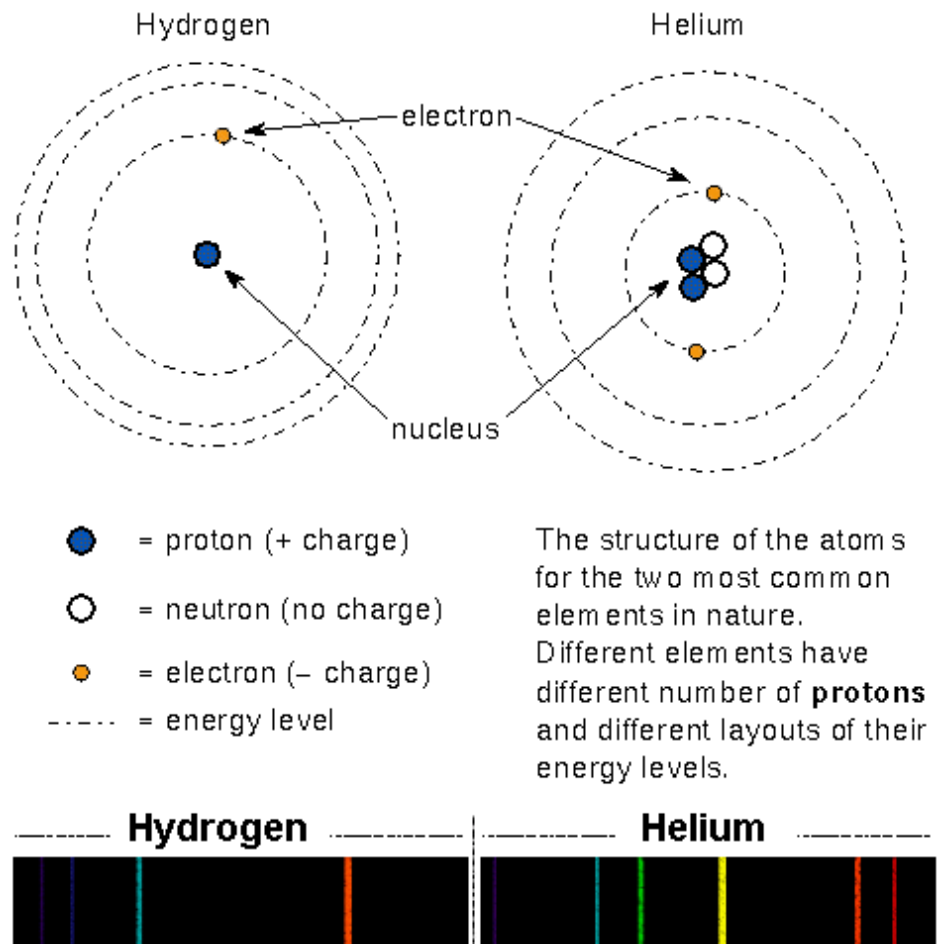 Hydrogen
Helium
electron
nucleus
= proton (+ charge)
= neutron (no charge)
= electron (– charge)
= energy level
The structure of the atoms
for the two most common
elements in nature.
Different elements have
different number of protons
and different layouts of their
energy levels.
Hydrogen
Helium